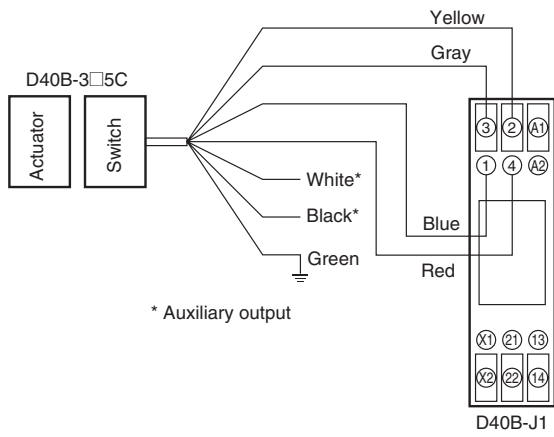 Yellow
Gray
D40B-3□5C
Actuator
Switch
3 2 A1
1 4 A2
White*
Black*
Blue
Green
Red
* Auxiliary output
X1 21 13
X2 22 14
D40B-J1